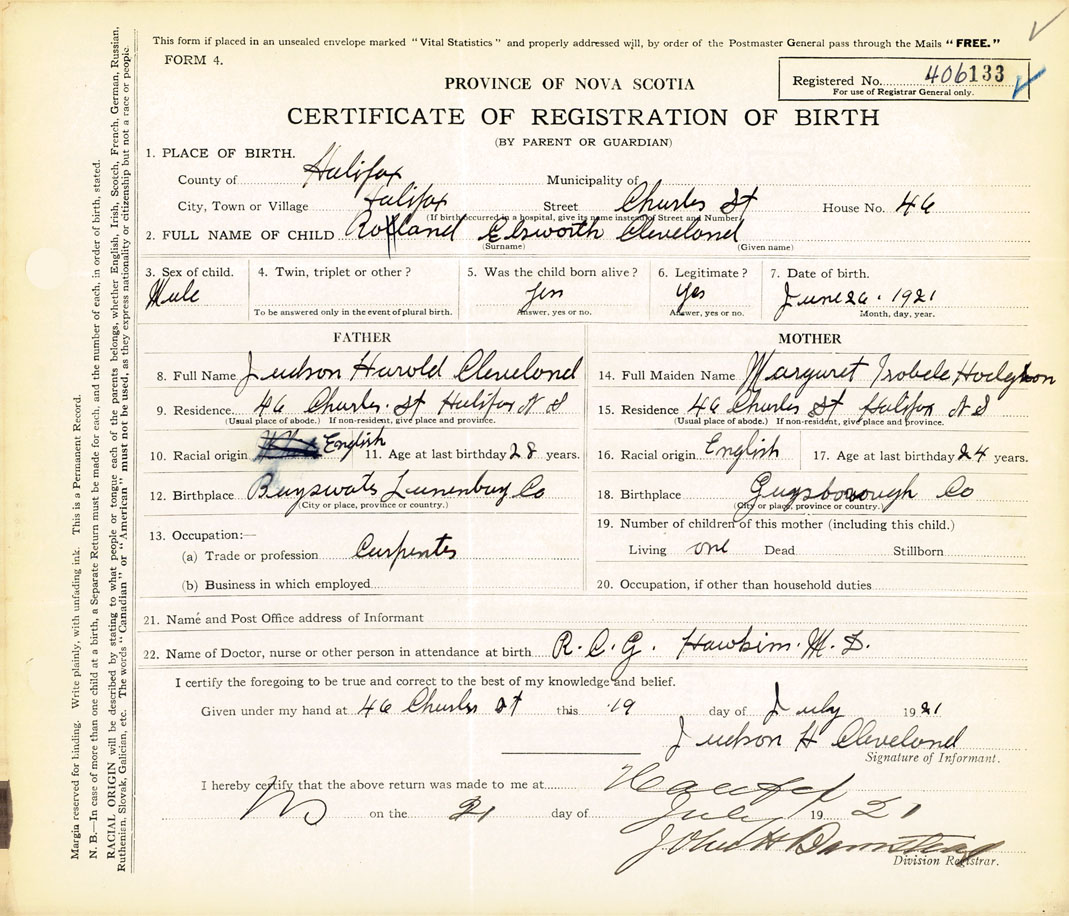 This form if placed in an unsealed envelope marked "Vital Statistics" and properly addressed will, by order of the Postmaster General pass through the Mails "FREE."
FORM 4.
Registered No. 406133
For use of Registrar General only.
PROVINCE OF NOVA SCOTIA
CERTIFICATE OF REGISTRATION OF BIRTH
(BY PARENT OR GUARDIAN)
1. PLACE OF BIRTH.
County of Halifax Municipality of
City, Town or Village Halifax Street Charles St House No. 46
(If birth occurred in a hospital, give its name instead of Street and Number)
2. FULL NAME OF CHILD Rolland Elsworth Cleveland
(Surname) (Given name)
3. Sex of child. 4. Twin, triplet or other? 5. Was the child born alive? 6. Legitimate? 7. Date of birth.
Male Yes Yes June 26. 1921
To be answered only in the event of plural birth. Answer, yes or no. Answer, yes or no. Month, day, year.
FATHER
8. Full Name Judson Harold Cleveland
9. Residence. 46 Charles. St Halifax N S
(Usual place of abode.) If non-resident, give place and province.
10. Racial origin English 11. Age at last birthday 28 years.
12. Birthplace Bayswater Lunenburg Co
(City or place, province or country.)
13. Occupation:—
(a) Trade or profession Carpenter
(b) Business in which employed
MOTHER
14. Full Maiden Name Margaret Isobele Hodgson
15. Residence 46 Charles St Halifax N S
(Usual place of abode.) If non-resident, give place and province.
16. Racial origin English 17. Age at last birthday 24 years.
18. Birthplace Guysborough Co
(City or place, province or country.)
19. Number of children of this mother (including this child.)
Living one Dead Stillborn
20. Occupation, if other than household duties
21. Name and Post Office address of Informant
22. Name of Doctor, nurse or other person in attendance at birth R. C. G. Hawkins. M. D.
I certify the foregoing to be true and correct to the best of my knowledge and belief.
Given under my hand at 46 Charles St this 19 day of July 1921
Judson H Cleveland
Signature of Informant.
I hereby certify that the above return was made to me at Halifax
NS on the 21 day of July 1921
John H Barnstead
Division Registrar.
Margin reserved for binding. Write plainly, with unfading ink. This is a Permanent Record.
N. B.—In case of more than one child at a birth, a Separate Return must be made for each, and the number of each, in order of birth, stated.
RACIAL ORIGIN will be described by stating to what people or tongue each of the parents belongs, whether English, Irish, Scotch, French, German, Russian,
Ruthenian, Slovak, Galician, etc. The words "Canadian" or "American" must not be used, as they express nationality or citizenship but not a race or people.